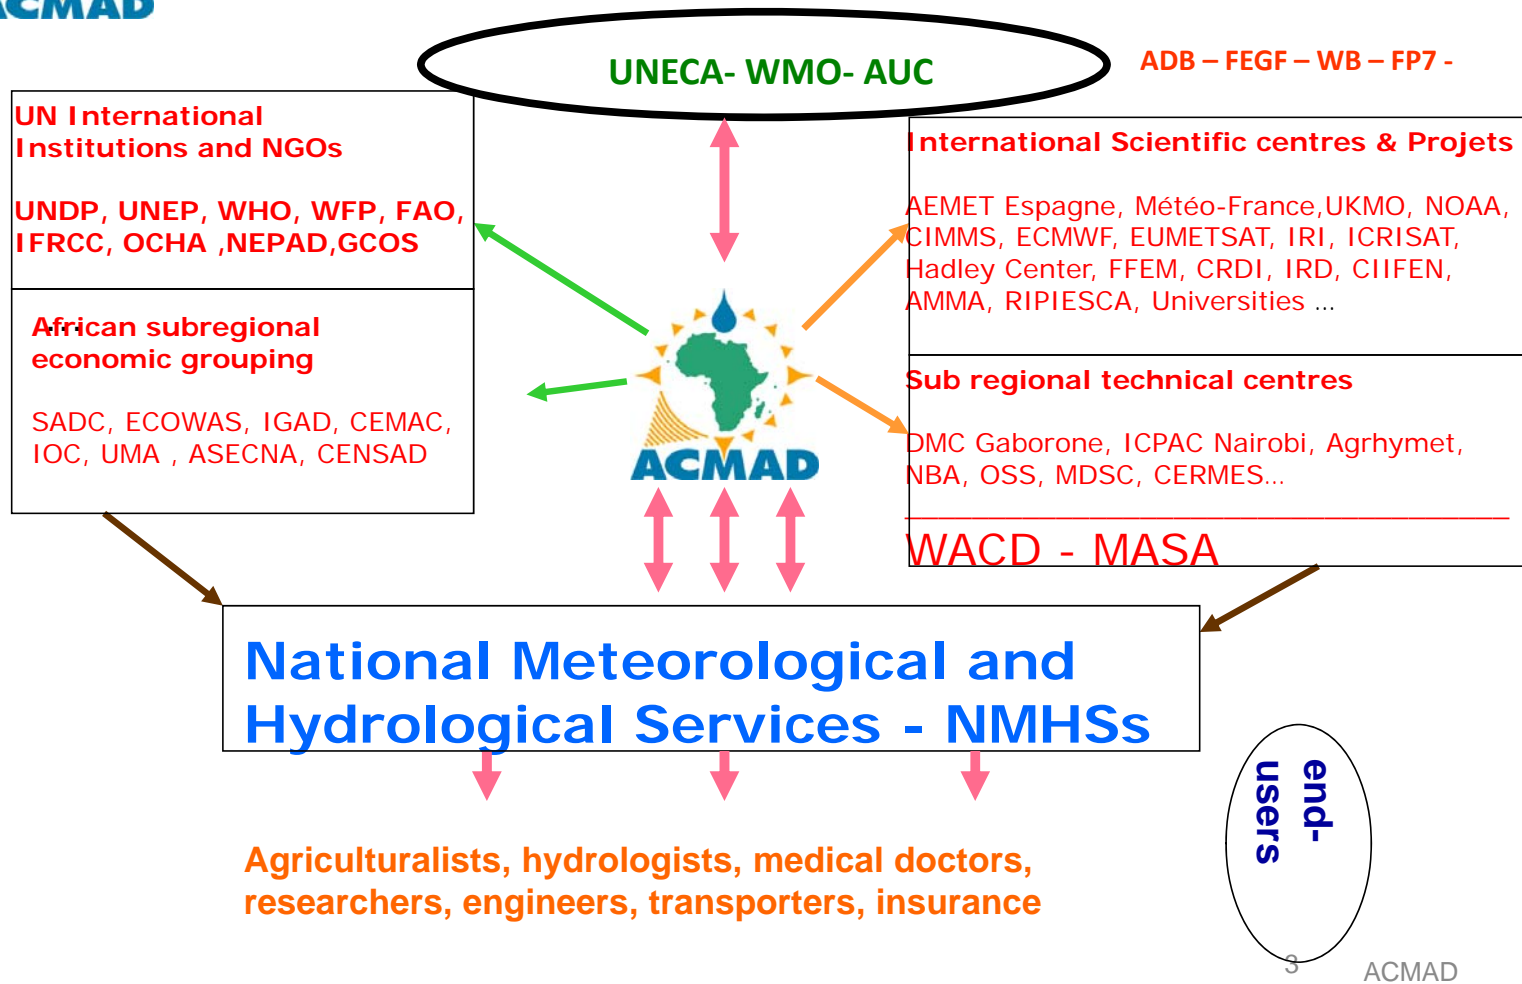 ACMAD
UNECA- WMO- AUC
ADB – FEGF – WB – FP7 -
UN International
Institutions and NGOs
UNDP, UNEP, WHO, WFP, FAO,
IFRCC, OCHA ,NEPAD,GCOS
...
African subregional
economic grouping
SADC, ECOWAS, IGAD, CEMAC,
IOC, UMA , ASECNA, CENSAD
International Scientific centres & Projets
AEMET Espagne, Météo-France,UKMO, NOAA,
CIMMS, ECMWF, EUMETSAT, IRI, ICRISAT,
Hadley Center, FFEM, CRDI, IRD, CIIFEN,
AMMA, RIPIESCA, Universities ...
Sub regional technical centres
DMC Gaborone, ICPAC Nairobi, Agrhymet,
NBA, OSS, MDSC, CERMES...
WACD - MASA
ACMAD
National Meteorological and
Hydrological Services - NMHSs
end-
users
Agriculturalists, hydrologists, medical doctors,
researchers, engineers, transporters, insurance
3
ACMAD